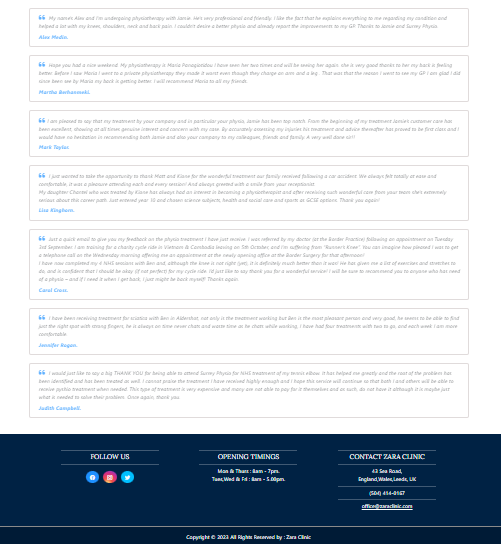 My name's Alex and I'm undergoing physiotherapy with Jamie. He's very professional and friendly. I like the fact that he explains everything to me regarding my condition and
helped a lot with my knees, shoulders, neck and back pain. I couldn't desire a better physio and already report the improvement to my GP. Thanks to Jamie and Surrey Physio.
Alex Medin.
Hope you had a nice weekend. My physiotherapy is Maria Panagiotidou I have seen her two times and will be seeing her again. she is very good thanks to her my back is feeling
better. Before I saw Maria I went to a private physiotherapy they made it worst even though they charge an arm and a leg. That was the reason I went to see my GP I am glad I did
since been see by Maria my back is getting better. I will recommend Maria to all my friends.
Martha Berhanmeki.
I am pleased to say that my treatment by your company and in particular your physio, Jamie has been top notch. From the beginning of my treatment Jamie's customer care has
been excellent, showing at all times genuine interest and concern with my case. By accurately assessing my injuries his treatment and advice thereafter has proved to be first class and I
would have no hesitation in recommending both Jamie and also your company to my colleagues, friends and family. A very well done sir!!
Mark Taylor.
I just wanted to take the opportunity to thank Matt and Elaine for the wonderful treatment our family received following a car accident. We always felt totally at ease and
comfortable, it was a pleasure attending each and every session! And always greeted with a smile from your receptionist.
My daughter Chantel who was treated by Elaine has always had an interest in becoming a physiotherapist and after receiving such wonderful care from your team she's extremely
serious about this career path. Just entered year 10 and chosen science subjects, health and social care and sports as GCSE options. Thank you again!
Lisa Kinghorn.
Just a quick email to give you my feedback on the physio treatment I have just receive. I was referred by my doctor (at the Border Practice) following an appointment on Tuesday
1st September. I am training for a charity cycle ride in Vietnam & Cambodia leaving on 5th October, and I'm suffering from "Runner's Knee". You can imagine how pleased I was to get
a telephone call on the Wednesday morning offering me an appointment at the newly opening office at the Border Surgery for that afternoon!
I have now completed my 4 NHS sessions with Ben and, although the knee is not right (yet), it is definitely much better than it was! He has given me a list of exercises and stretches to
do, and is confident that I should be okay (if not perfect) for my cycle ride. I'd just like to say thank you for a wonderful service! I will be sure to recommend you to anyone who has need
of a physio – and if I need it when I get back, I just might be back myself! Thanks again.
Carol Cross.
I have been receiving treatment for sciatica with Ben in Aldershot, not only is the treatment working but Ben is the most pleasant person and very good, he seems to be able to find
just the right spot with strong fingers, he is always on time never chats and waste time as he chats while working, I have had four treatments with two to go, and each week I am more
comfortable.
Jennifer Rogan.
I would just like to say a big THANK YOU for being able to attend Surrey Physio for NHS treatment of my tennis elbow. It has helped me greatly and the root of the problem has
been identified and has been treated as well. I cannot praise the treatment I have received highly enough and I hope this service will continue so that both I and others will be able to
receive pysthio treatment when needed. This type of treatment is very expensive and many are not able to pay for it themselves and as such, do not have it although it is maybe just
what is needed to solve their problem. Once again, thank you.
Judith Campbell.
FOLLOW US
OPENING TIMINGS
Mon & Thurs : 8am - 7pm.
Tues,Wed & Fri : 8am - 5.00pm.
CONTACT ZARA CLINIC
43 Sea Road,
England,Wales,Leeds, UK
(504) 414-0167
office@zaraclinic.com
Copyright © 2023 All Rights Reserved by : Zara Clinic